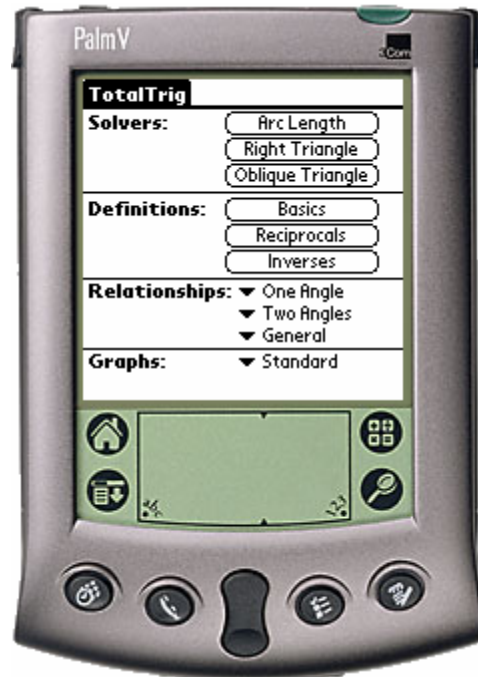 PalmV
3Com
TotalTrig
Solvers: Arc Length
Right Triangle
Oblique Triangle
Definitions: Basics
Reciprocals
Inverses
Relationships: One Angle
Two Angles
General
Graphs: Standard